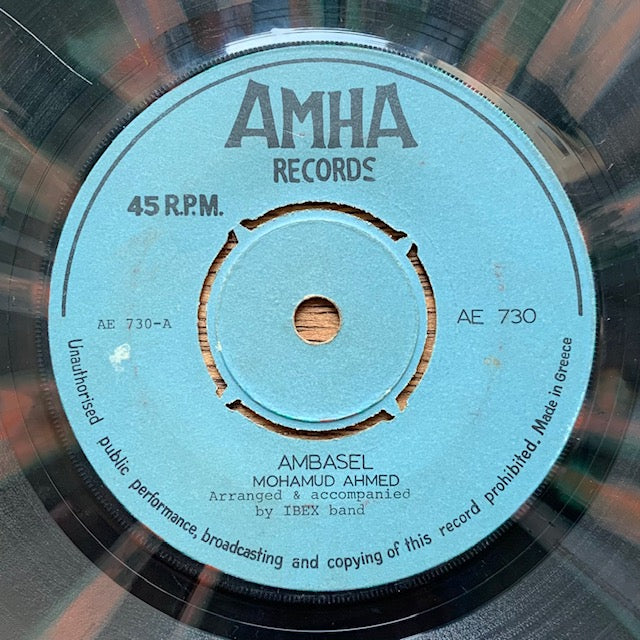 AMHA
RECORDS
45 R.P.M.
AE 730-A
AE 730
AMBASEL
MOHAMUD AHMED
Arranged & accompanied
by IBEX band
Unauthorised public performance, broadcasting and copying of this record prohibited. Made in Greece